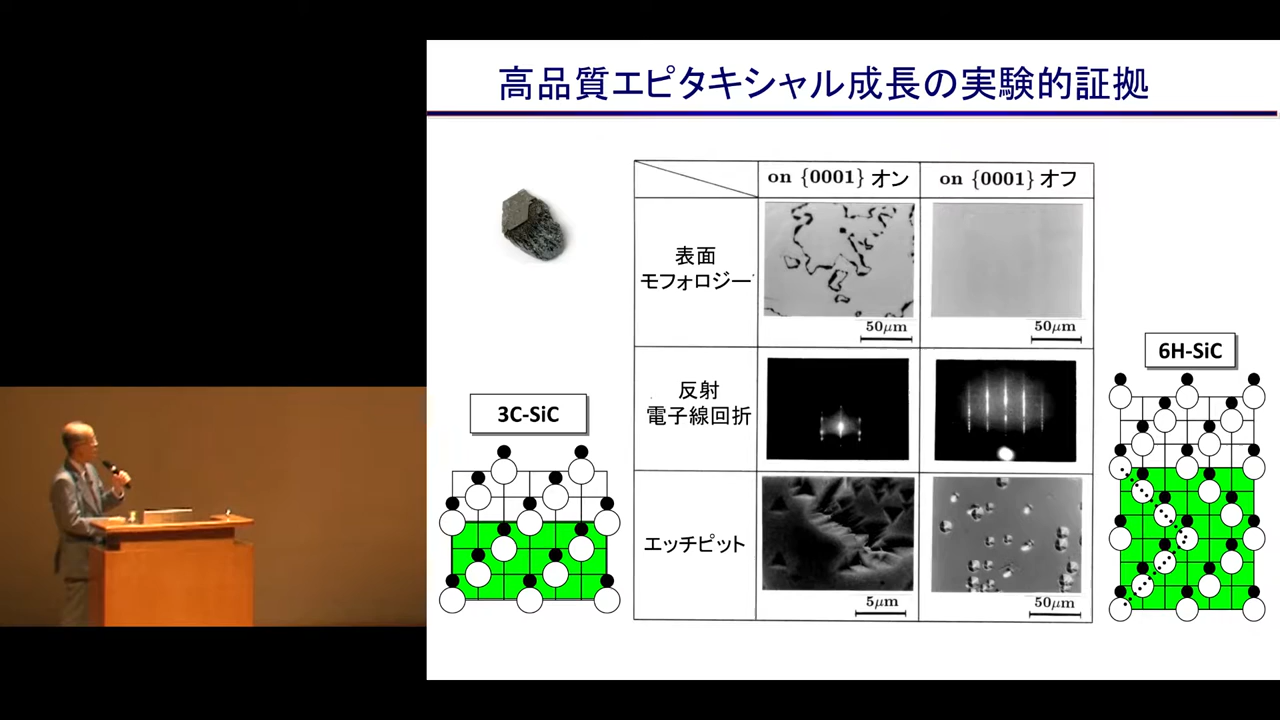 高品質エピタキシャル成長の実験的証拠
on {0001} オン
on {0001} オフ
表面
モフォロジー
50μm
50μm
反射
電子線回折
エッチピット
5μm
50μm
3C-SiC
6H-SiC